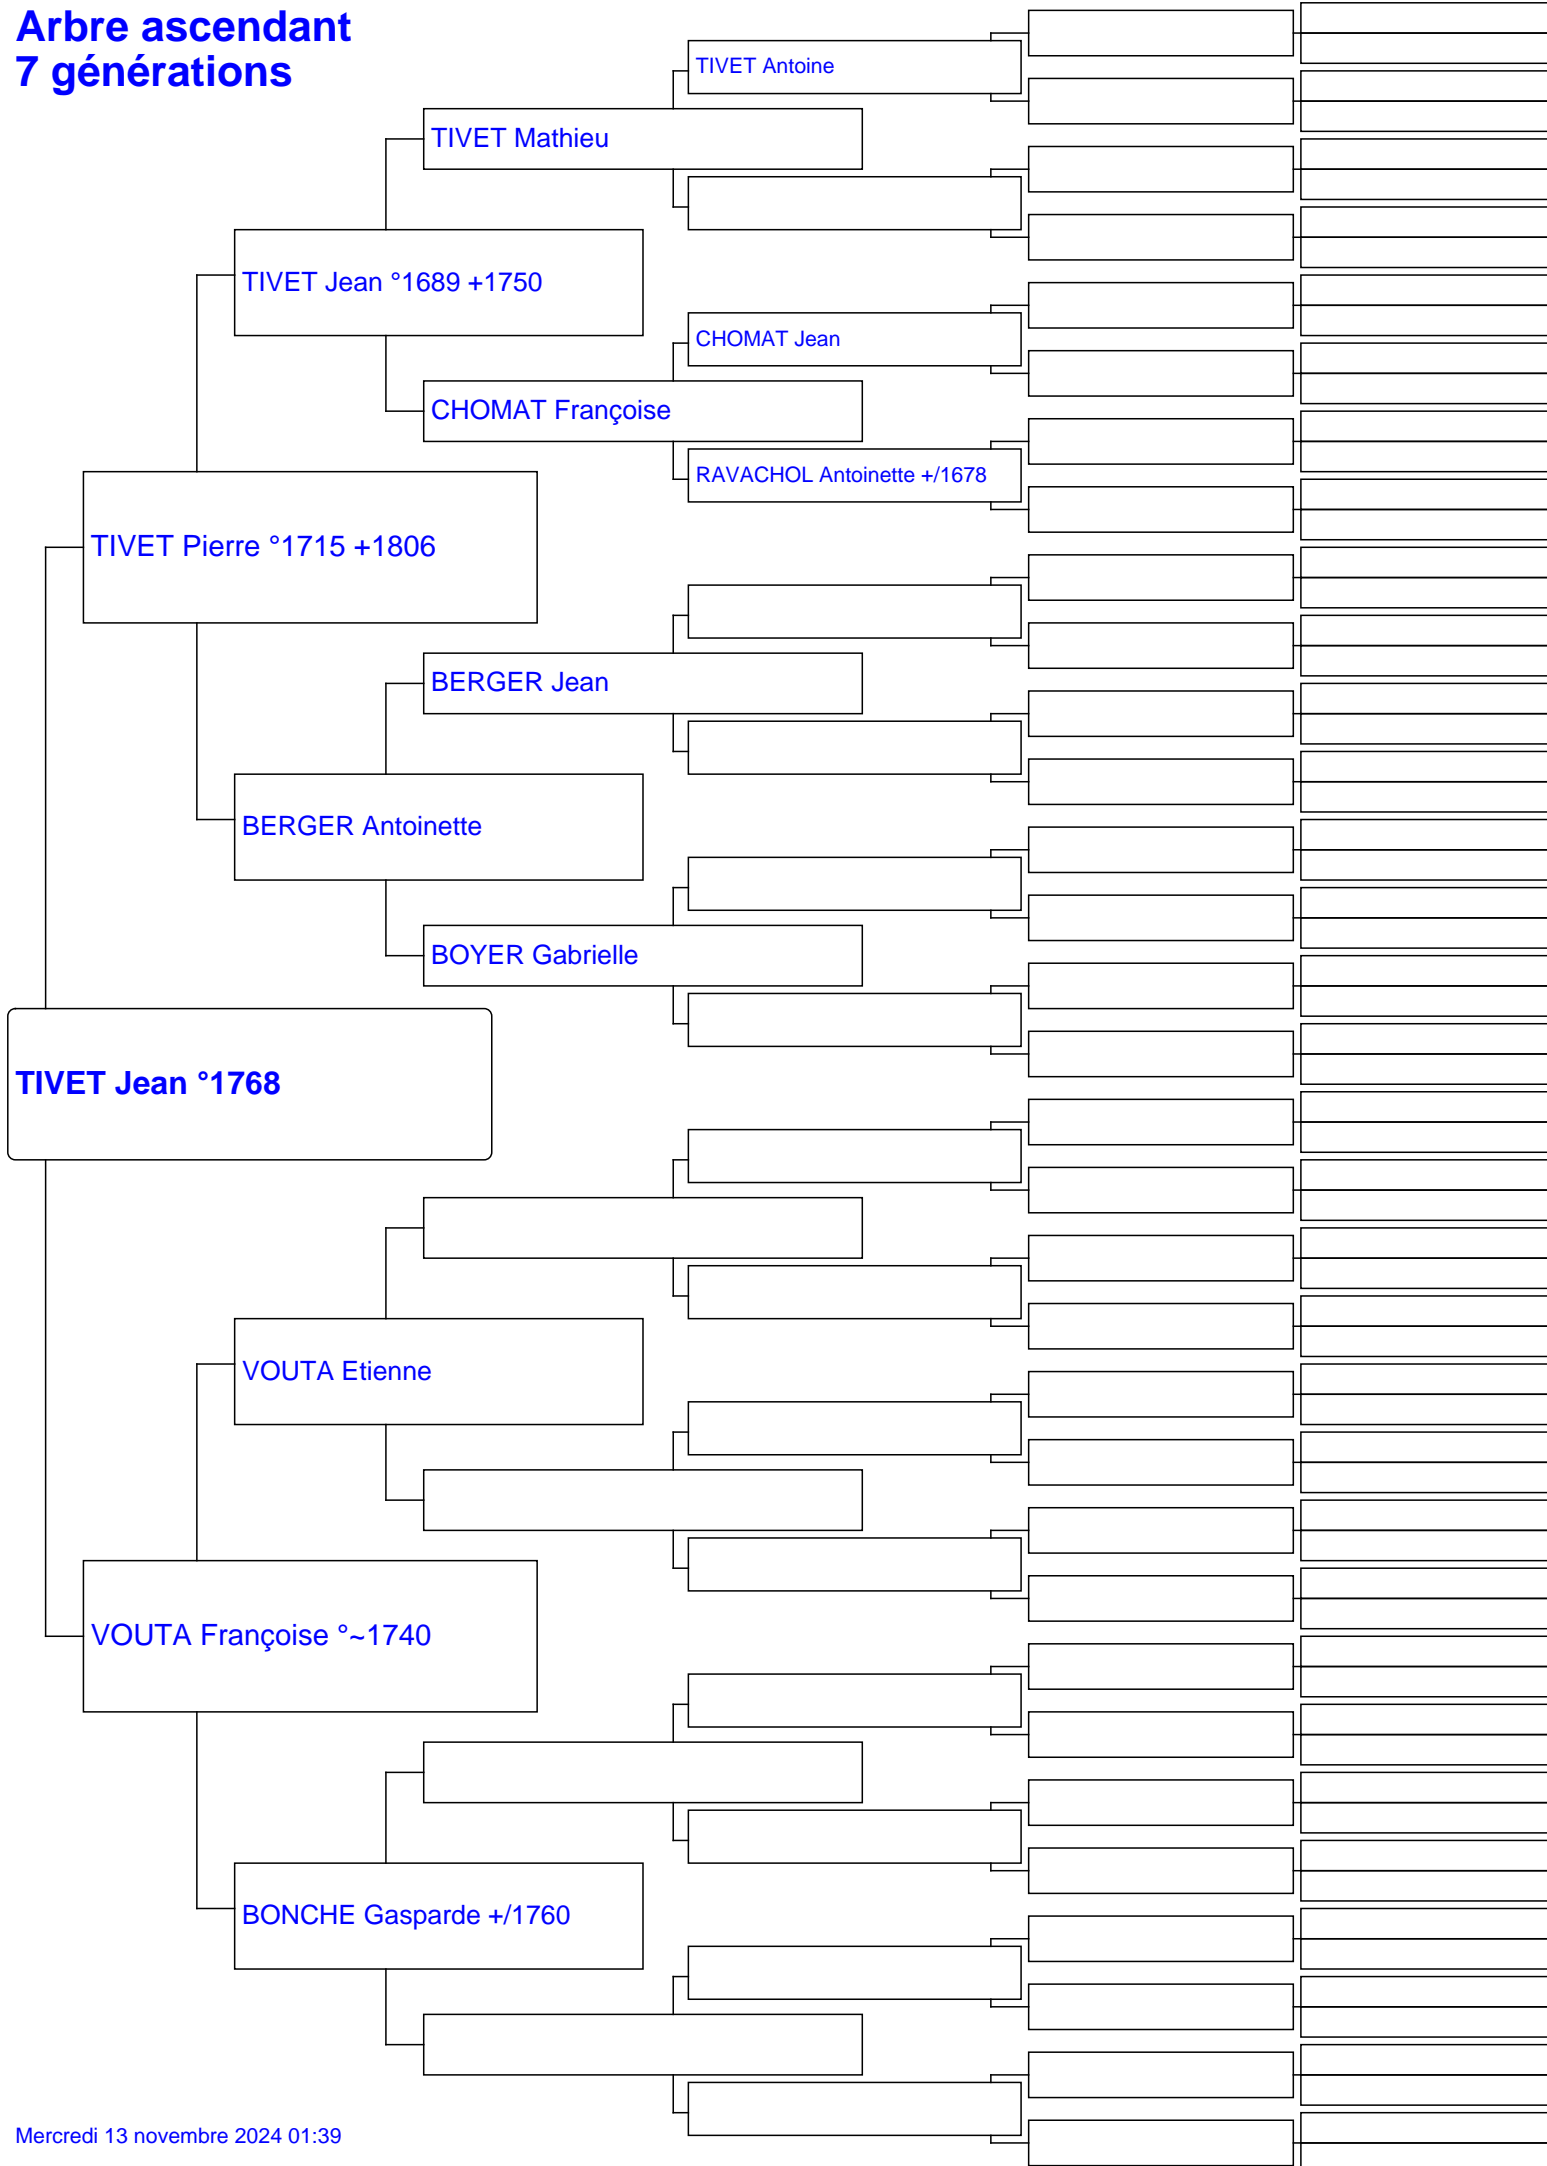 Arbre ascendant
7 générations
TIVET Antoine
TIVET Mathieu
TIVET Jean °1689 +1750
CHOMAT Jean
CHOMAT Françoise
RAVACHOL Antoinette +/1678
TIVET Pierre °1715 +1806
BERGER Jean
BERGER Antoinette
BOYER Gabrielle
TIVET Jean °1768
VOUTA Etienne
VOUTA Françoise °~1740
BONCHE Gasparde +/1760
Mercredi 13 novembre 2024 01:39